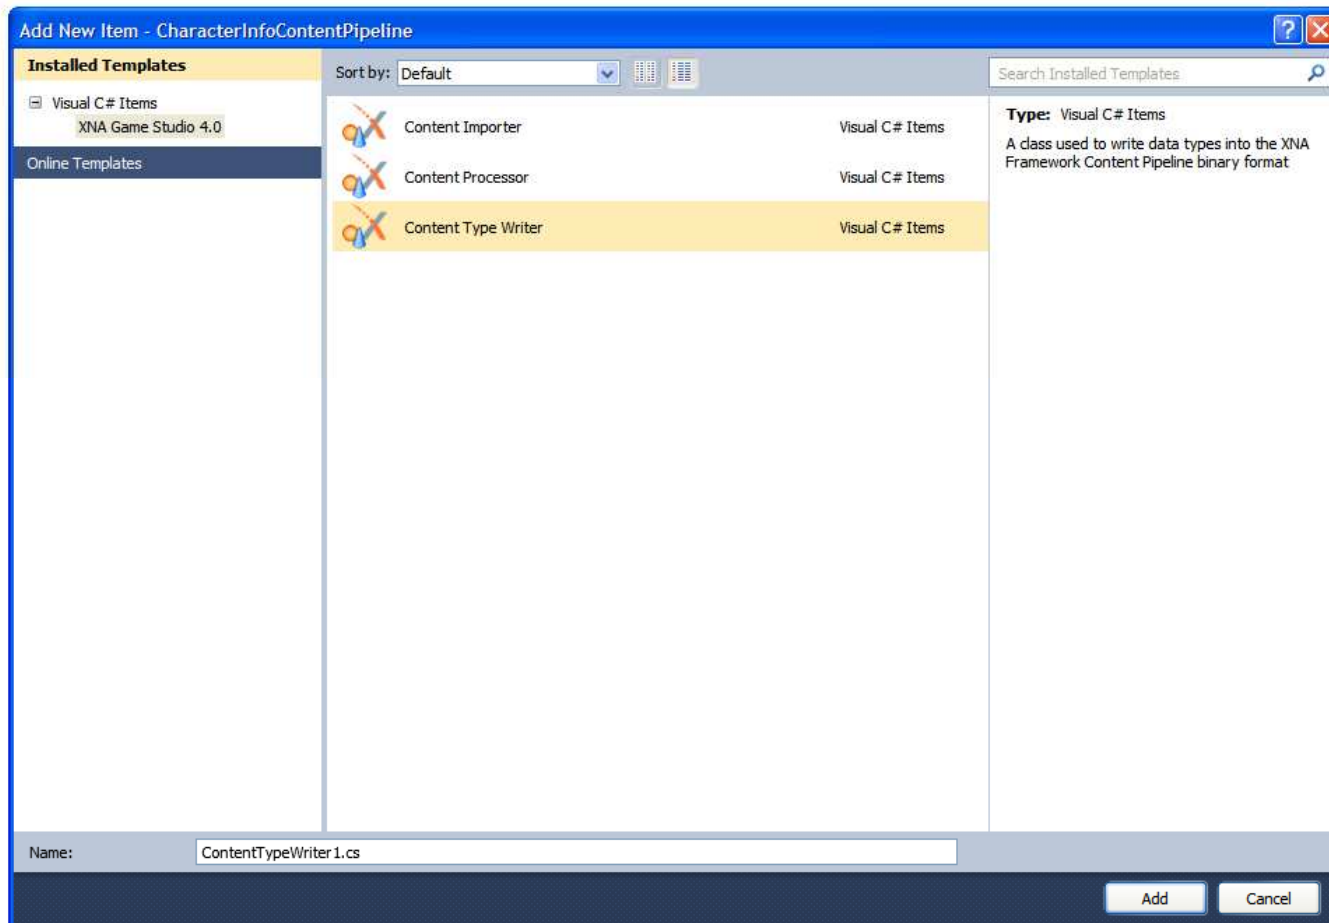 Add New Item - CharacterInfoContentPipeline
?
Installed Templates
Visual C# Items
XNA Game Studio 4.0
Online Templates
Sort by: Default
Content Importer Visual C# Items
Content Processor Visual C# Items
Content Type Writer Visual C# Items
Search Installed Templates
Type: Visual C# Items
A class used to write data types into the XNA
Framework Content Pipeline binary format
Name: ContentTypeWriter1.cs
Add Cancel